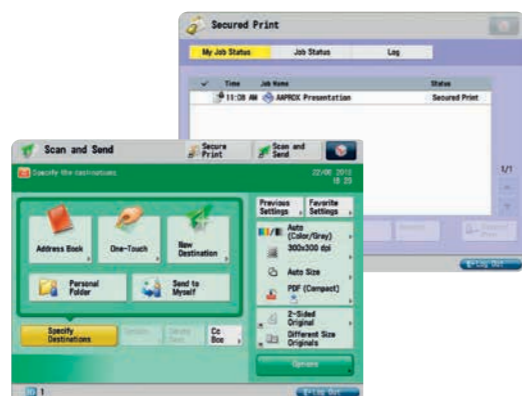 Secured Print
My Job Status
Job Status
Log
Time
Job Name
Status
11:08 AM
AAPROX Presentation
Secured Print
1/1
Log Out
Scan and Send
Secure
Print
Scan and
Send
Specify the destinations.
22/06 2012
18 29
Previous
Settings
Favorite
Settings
Address Book
One-Touch
New
Destination
Auto
(Color/Grey)
300x300 dpi
Auto Size
PDF (Compact)
Personal
Folder
Send to
Myself
2-Sided
Original
Different Size
Originals
Specify
Destinations
Cc
Bcc
Options
1
Log Out